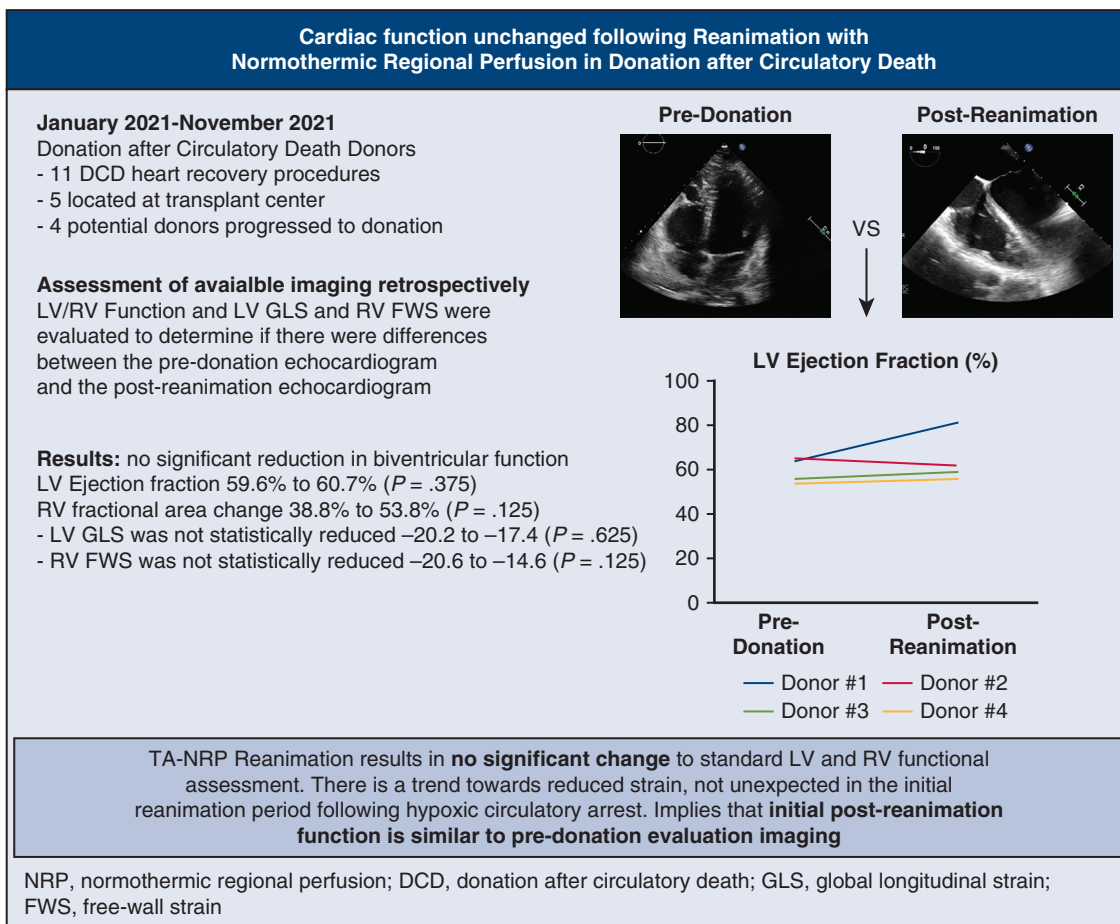 Cardiac function unchanged following Reanimation with
Normothermic Regional Perfusion in Donation after Circulatory Death
January 2021-November 2021
Donation after Circulatory Death Donors
- 11 DCD heart recovery procedures
- 5 located at transplant center
- 4 potential donors progressed to donation
Assessment of avaialble imaging retrospectively
LV/RV Function and LV GLS and RV FWS were
evaluated to determine if there were differences
between the pre-donation echocardiogram
and the post-reanimation echocardiogram
Results: no significant reduction in biventricular function
LV Ejection fraction 59.6% to 60.7% (P = .375)
RV fractional area change 38.8% to 53.8% (P = .125)
- LV GLS was not statistically reduced –20.2 to –17.4 (P = .625)
- RV FWS was not statistically reduced –20.6 to –14.6 (P = .125)
Pre-Donation
Post-Reanimation
VS
LV Ejection Fraction (%)
100
80
60
40
20
0
Pre-
Donation
Post-
Reanimation
Donor #1
Donor #2
Donor #3
Donor #4
TA-NRP Reanimation results in no significant change to standard LV and RV functional
assessment. There is a trend towards reduced strain, not unexpected in the initial
reanimation period following hypoxic circulatory arrest. Implies that initial post-reanimation
function is similar to pre-donation evaluation imaging
NRP, normothermic regional perfusion; DCD, donation after circulatory death; GLS, global longitudinal strain;
FWS, free-wall strain